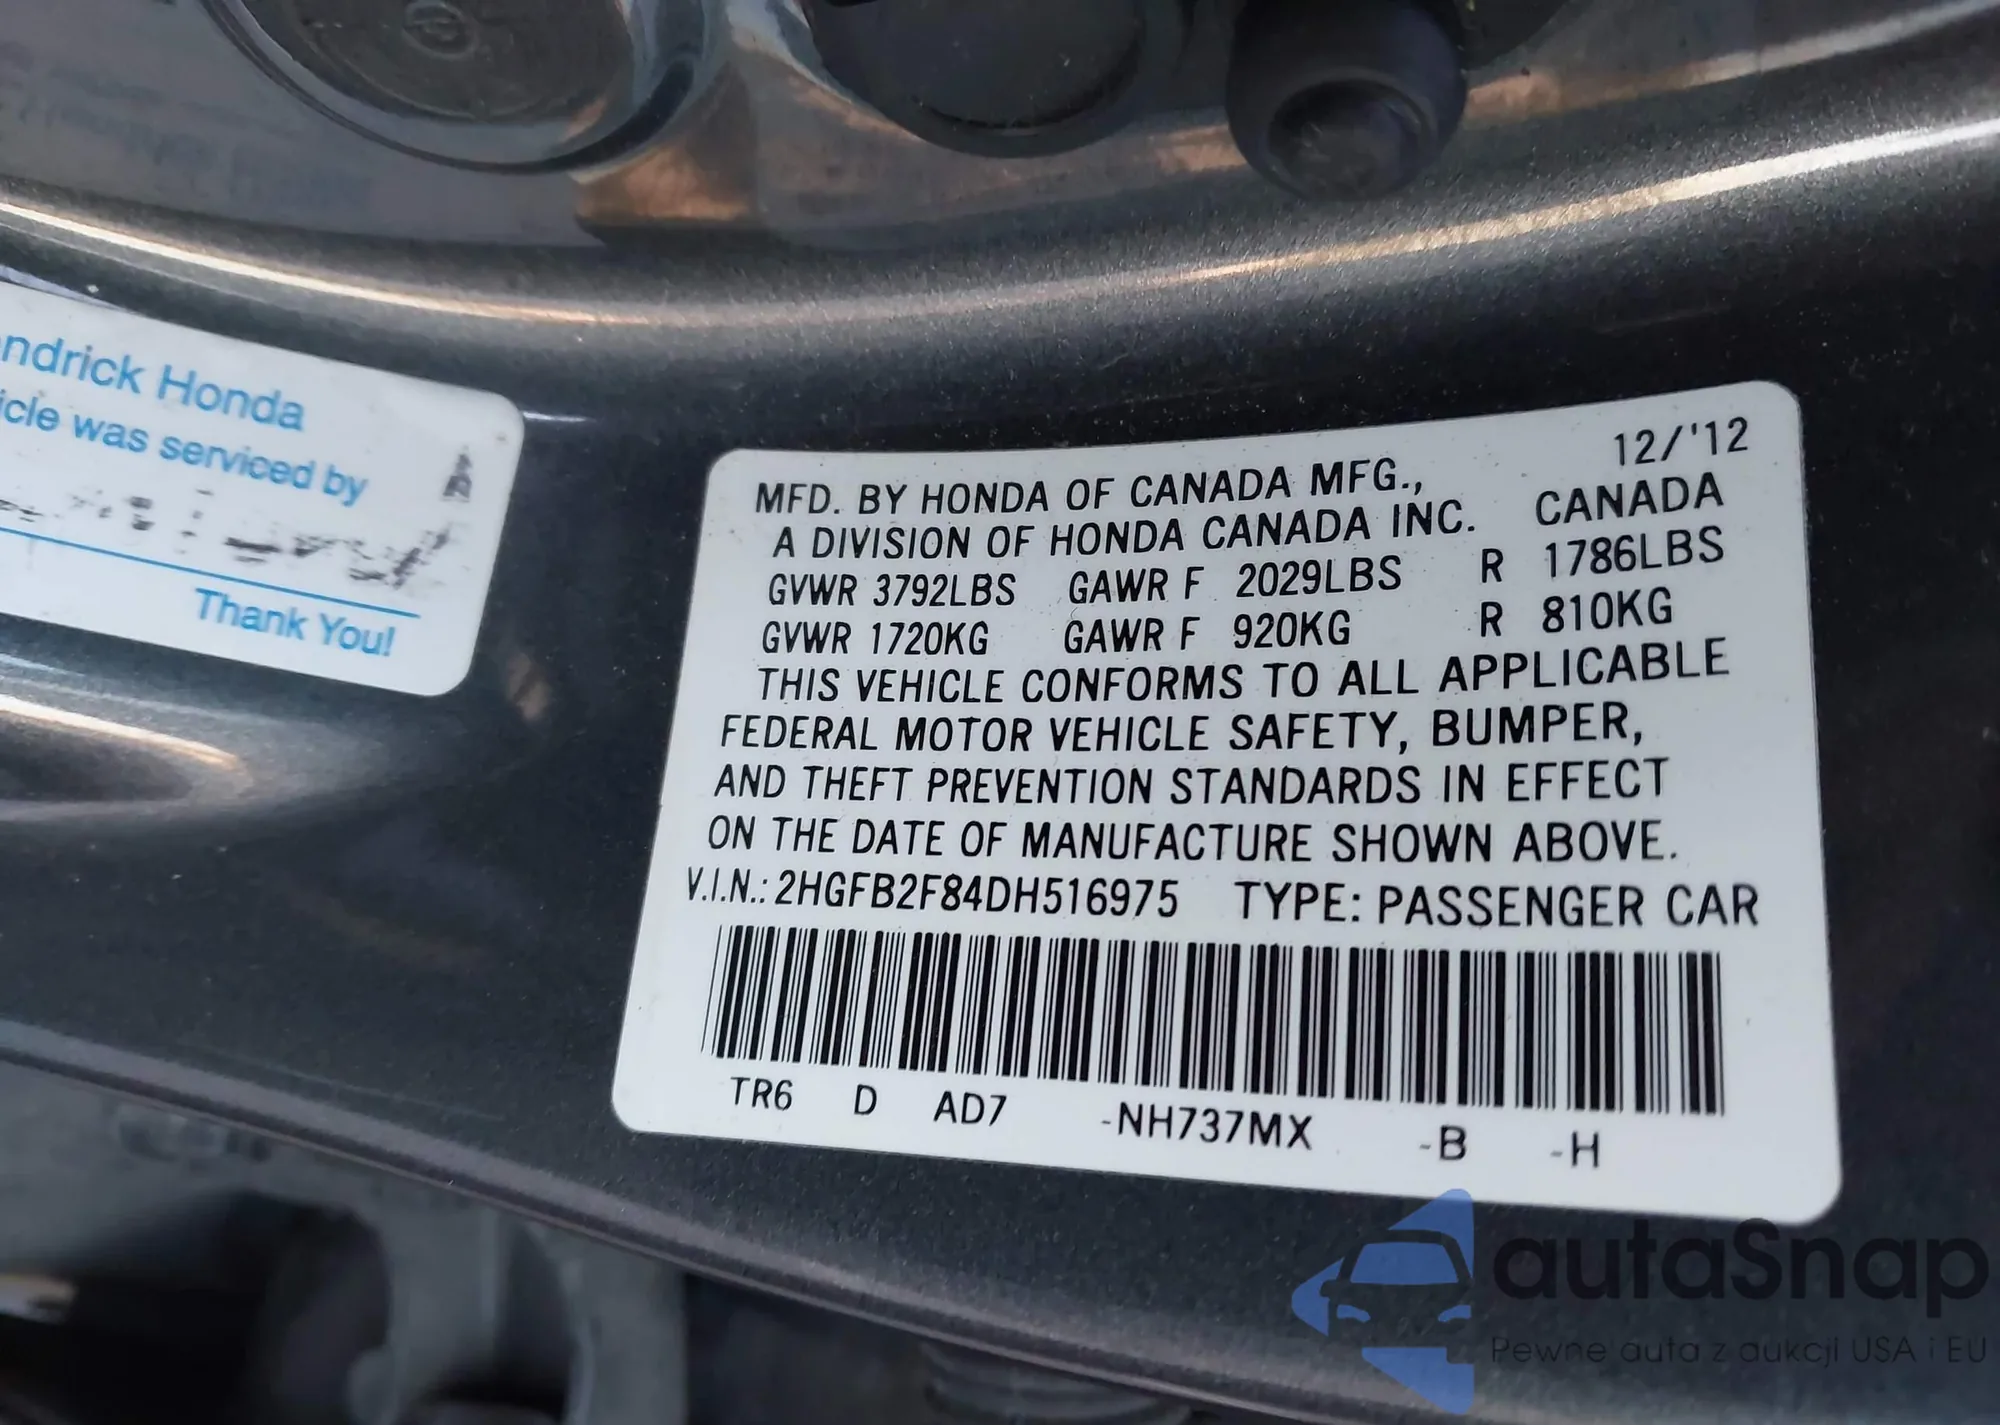 ndrick Honda
icle was serviced by
Thank You!
12/'12
MFD. BY HONDA OF CANADA MFG.,
A DIVISION OF HONDA CANADA INC. CANADA
GVWR 3792LBS GAWR F 2029LBS R 1786LBS
GVWR 1720KG GAWR F 920KG R 810KG
THIS VEHICLE CONFORMS TO ALL APPLICABLE
FEDERAL MOTOR VEHICLE SAFETY, BUMPER,
AND THEFT PREVENTION STANDARDS IN EFFECT
ON THE DATE OF MANUFACTURE SHOWN ABOVE.
V.I.N.: 2HGFB2F84DH516975 TYPE: PASSENGER CAR
TR6 D AD7 -NH737MX -B -H
autaSnap
Pewne auta z aukcji USA i EU